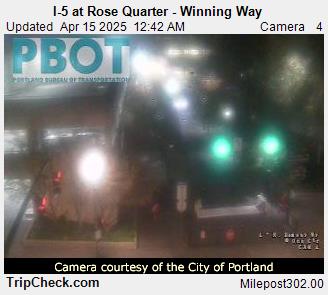 I-5 at Rose Quarter - Winning Way
Updated Apr 15 2025 12:42 AM Camera 4
PBOT
PORTLAND BUREAU OF TRANSPORTATION
Camera courtesy of the City of Portland
TripCheck.com Milepost302.00